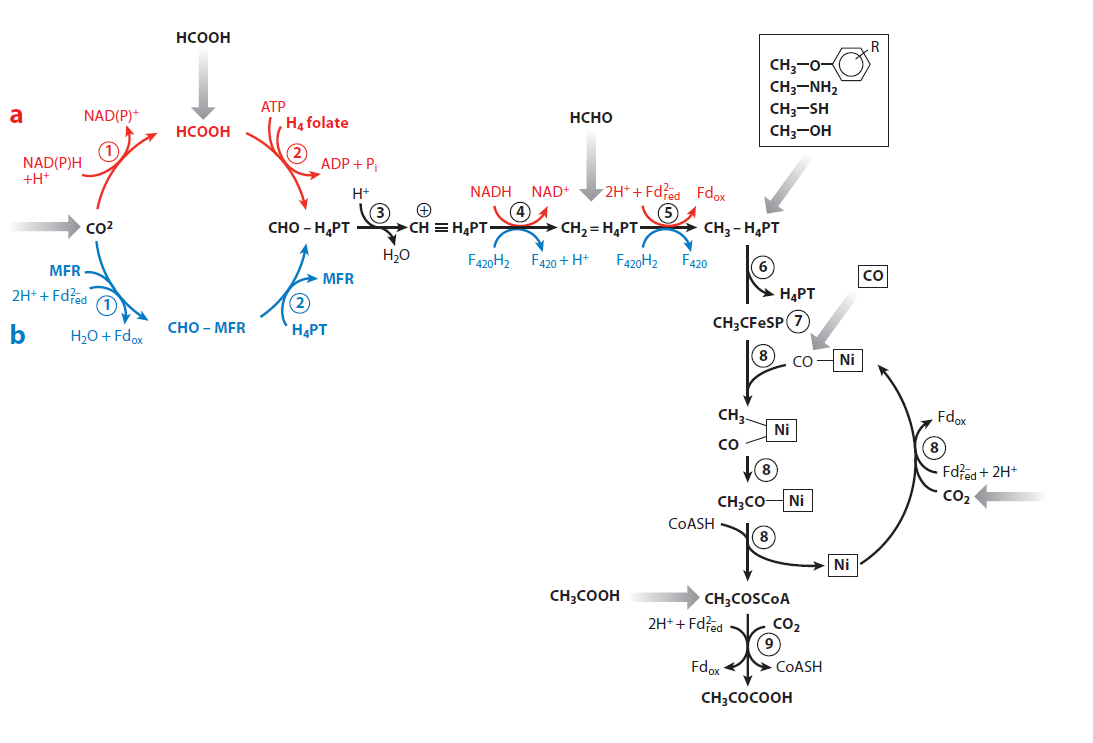 HCOOH
a
NAD(P)+
HCOOH
ATP
H4 folate
1
2
ADP + Pi
NAD(P)H
+H+
CO2
CHO – H4PT
H+
3
H2O
⊕
CH ≡ H4PT
NADH
NAD+
4
F420H2
F420 + H+
HCHO
CH2 = H4PT
2H+ + Fd2-red
Fdox
5
F420H2
F420
CH3 – H4PT
CH3–O–
R
CH3–NH2
CH3–SH
CH3–OH
MFR
2H+ + Fd2-red
1
H2O + Fdox
b
CHO – MFR
MFR
2
H4PT
6
H4PT
CO
CH3CFeSP
7
8
CO – Ni
CH3
CO
Ni
8
CH3CO – Ni
CoASH
8
Ni
Fdox
8
Fd2-red + 2H+
CO2
CH3COOH
CH3COSCoA
2H+ + Fd2-red
CO2
9
Fdox
CoASH
CH3COCOOH